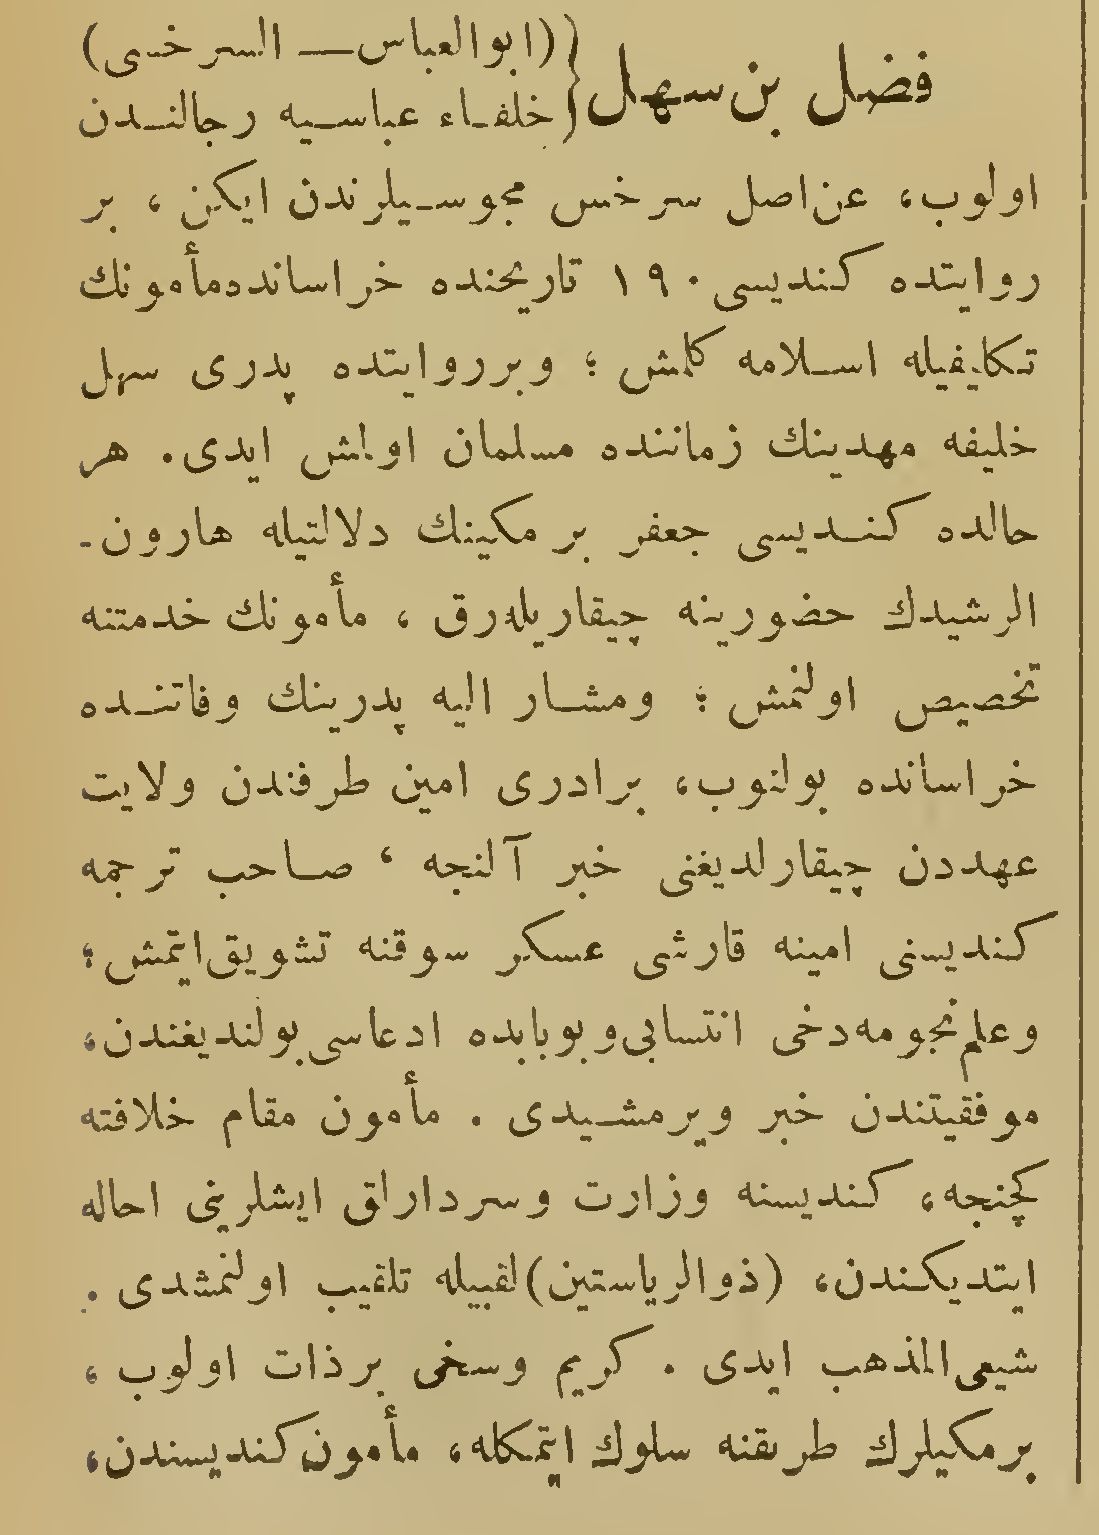 فضل بن سهل {(ابوالعباس — السرخسى)
خلفاء عباسیه رجالندن
اولوب، عن‌اصل سرخس مجوسیلرندن ایکن، بر
روایتده کندیسی ۱۹۰ تاریخنده خراسانده‌مأمونك
تکلیفیله اسلامه کلمش؛ وبرروایتده پدری سهل
خلیفه مهدینك زماننده مسلمان اولمش ایدی. هر
حالده کندیسی جعفر برمکینك دلالتیله هارون-
الرشیدك حضورینه چیقاریله‌رق، مأمونك خدمتنه
تخصیص اولنمش؛ ومشار الیه پدرینك وفاتنده
خراسانده بولنوب، برادری امین طرفندن ولایت
عهددن چیقارلدیغنی خبر آلنجه، صاحب ترجمه
کندیسنی امینه قارشی عسکر سوقنه تشویق‌ایتمش؛
وعلم‌نجومه‌دخی انتسابی‌وبوبابده ادعاسی‌بولندیغندن،
موفقیتندن خبر ویرمشیدی. مأمون مقام خلافته
کچنجه، کندیسنه وزارت وسردارلق ایشلرینی احاله
ایتدیکندن، (ذوالریاستین)لقبیله تلقیب اولنمشدی.
شیعی‌المذهب ایدی. کریم وسخی برذات اولوب،
برمکیلرك طریقنه سلوك ایتمکله، مأمون‌کندیسندن،